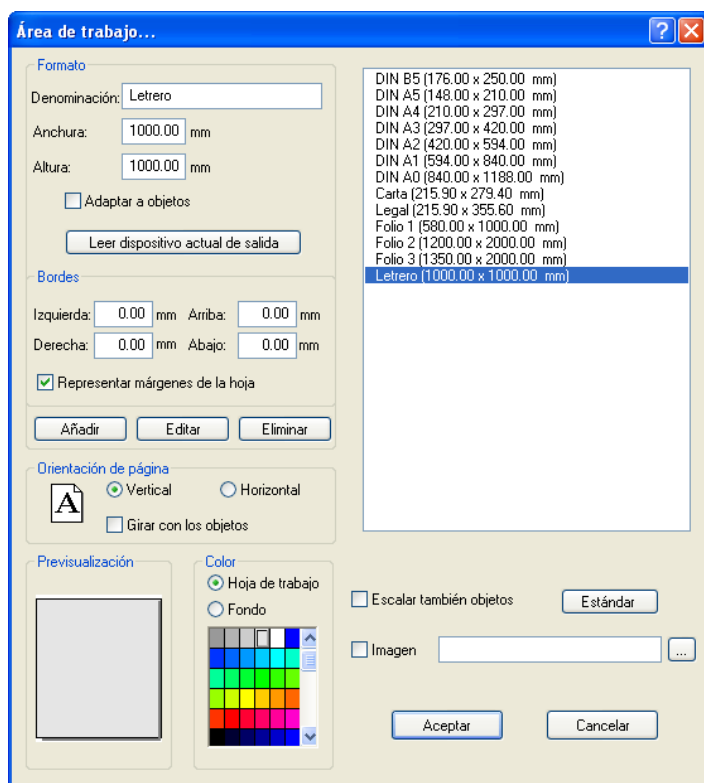 Área de trabajo...
Formato
Denominación: Letrero
Anchura: 1000.00 mm
Altura: 1000.00 mm
Adaptar a objetos
Leer dispositivo actual de salida
Bordes
Izquierda: 0.00 mm Arriba: 0.00 mm
Derecha: 0.00 mm Abajo: 0.00 mm
Representar márgenes de la hoja
Añadir Editar Eliminar
Orientación de página
A
Vertical Horizontal
Girar con los objetos
Previsualización
Color
Hoja de trabajo
Fondo
DIN B5 (176.00 x 250.00 mm)
DIN A5 (148.00 x 210.00 mm)
DIN A4 (210.00 x 297.00 mm)
DIN A3 (297.00 x 420.00 mm)
DIN A2 (420.00 x 594.00 mm)
DIN A1 (594.00 x 840.00 mm)
DIN A0 (840.00 x 1188.00 mm)
Carta (215.90 x 279.40 mm)
Legal (215.90 x 355.60 mm)
Folio 1 (580.00 x 1000.00 mm)
Folio 2 (1200.00 x 2000.00 mm)
Folio 3 (1350.00 x 2000.00 mm)
Letrero (1000.00 x 1000.00 mm)
Escalar también objetos Estándar
Imagen ...
Aceptar Cancelar